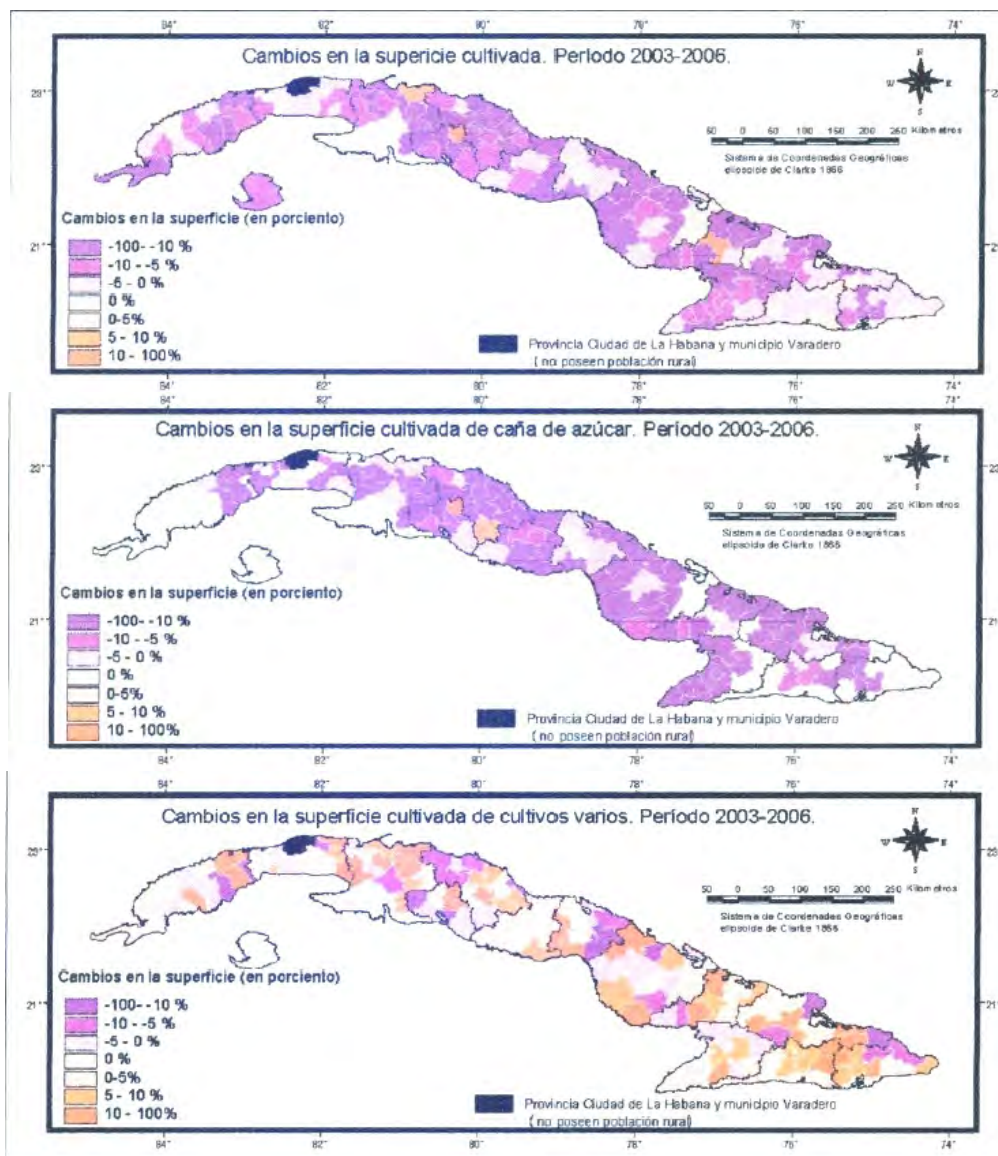 84° 82° 80° 78° 76° 74°
Cambios en la supericie cultivada. Período 2003-2006.
N
W E
S
23°
50 0 50 100 150 200 250 Kilometros
Sistema de Coordenadas Geográficas
elipsoide de Clarke 1866
Cambios en la superficie (en porciento)
21°
-100- -10 %
-10 - -5 %
-5 - 0 %
0 %
0-5%
5 - 10 %
10 - 100%
Provincia Ciudad de La Habana y municipio Varadero
( no poseen población rural)
84° 82° 80° 78° 76° 74°
Cambios en la superficie cultivada de caña de azúcar. Período 2003-2006.
N
W E
S
23°
50 0 50 100 150 200 250 Kilometros
Sistema de Coordenadas Geográficas
elipsoide de Clarke 1866
Cambios en la superficie (en porciento)
21°
-100- -10 %
-10 - -5 %
-5 - 0 %
0 %
0-5%
5 - 10 %
10 - 100%
Provincia Ciudad de La Habana y municipio Varadero
( no poseen población rural)
84° 82° 80° 78° 76° 74°
Cambios en la superficie cultivada de cultivos varios. Período 2003-2006.
N
W E
S
23°
50 0 50 100 150 200 250 Kilometros
Sistema de Coordenadas Geográficas
elipsoide de Clarke 1866
Cambios en la superficie (en porciento)
21°
-100- -10 %
-10 - -5 %
-5 - 0 %
0 %
0-5%
5 - 10 %
10 - 100%
Provincia Ciudad de La Habana y municipio Varadero
( no poseen población rural)
84° 82° 80° 78° 76° 74°